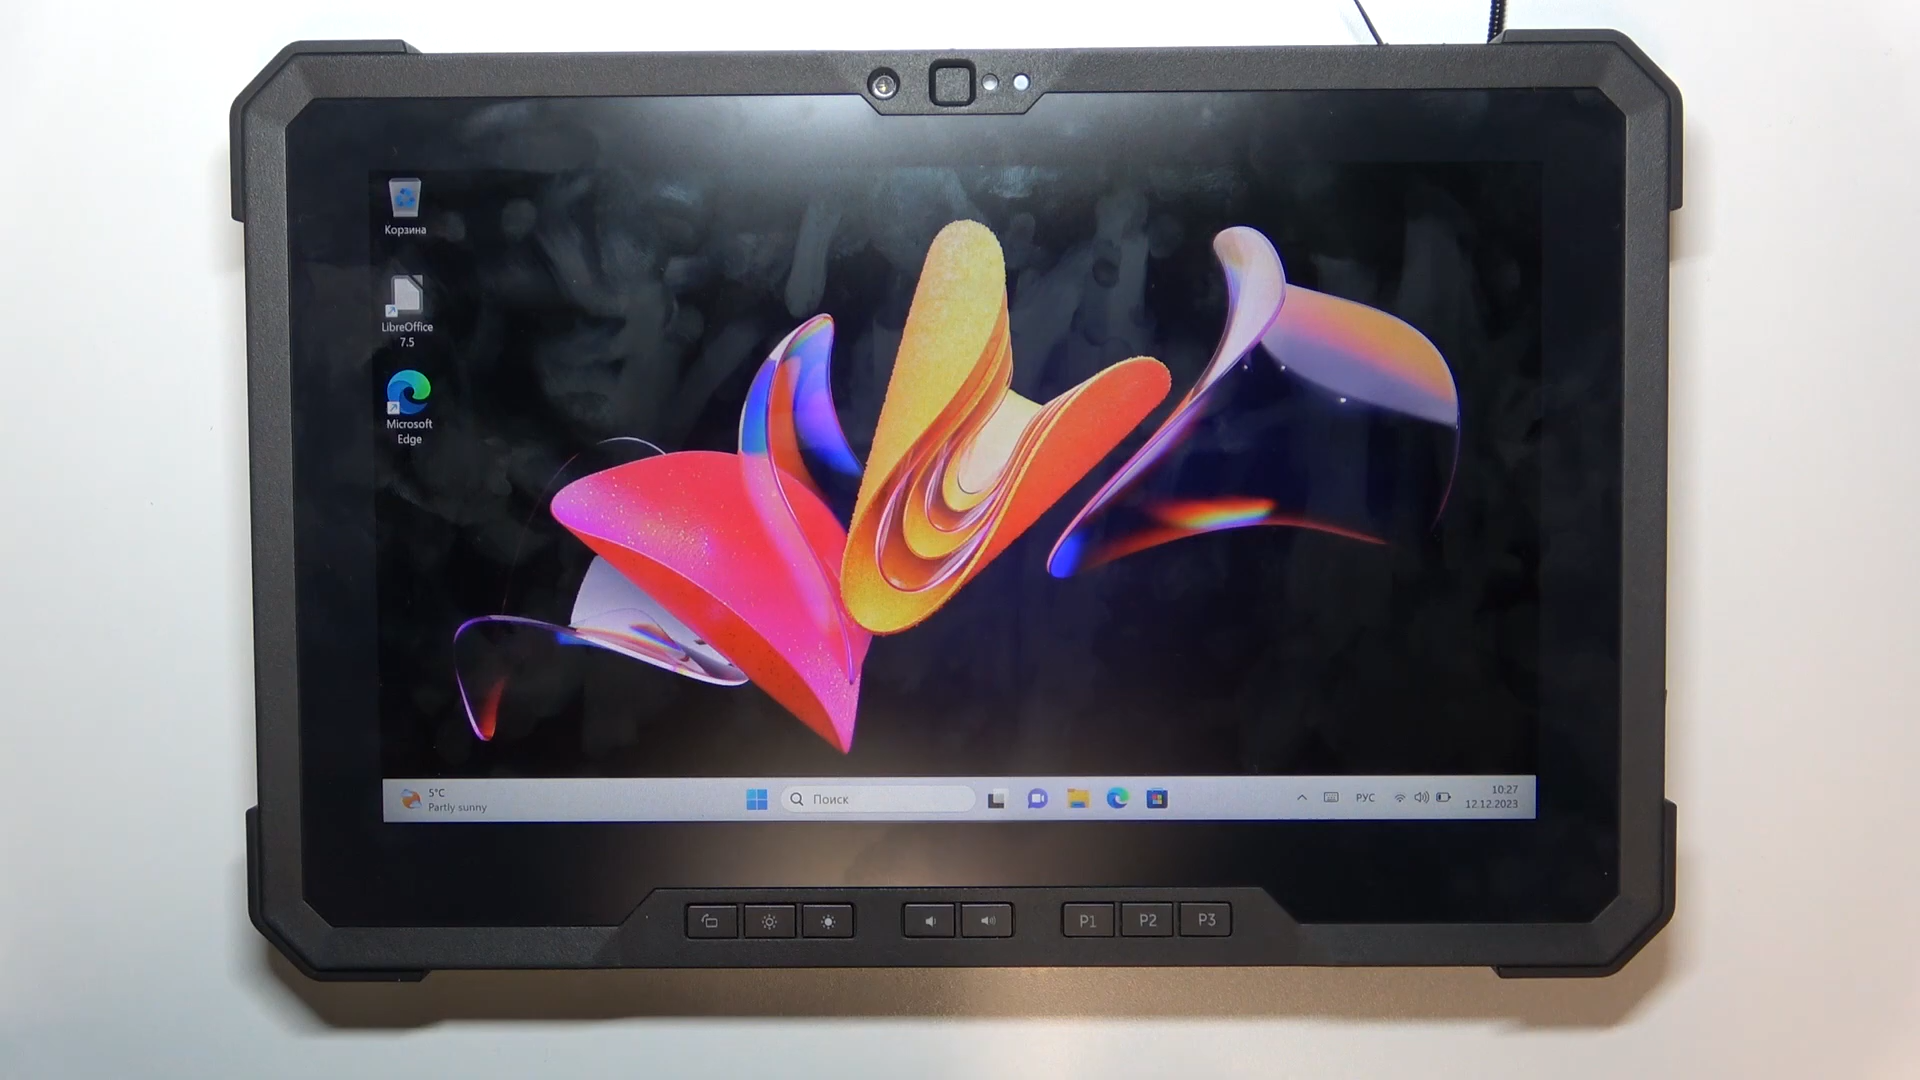 Корзина
LibreOffice
7.5
Microsoft
Edge
5°C
Partly sunny
Поиск
РУС
10:27
12.12.2023
P1
P2
P3